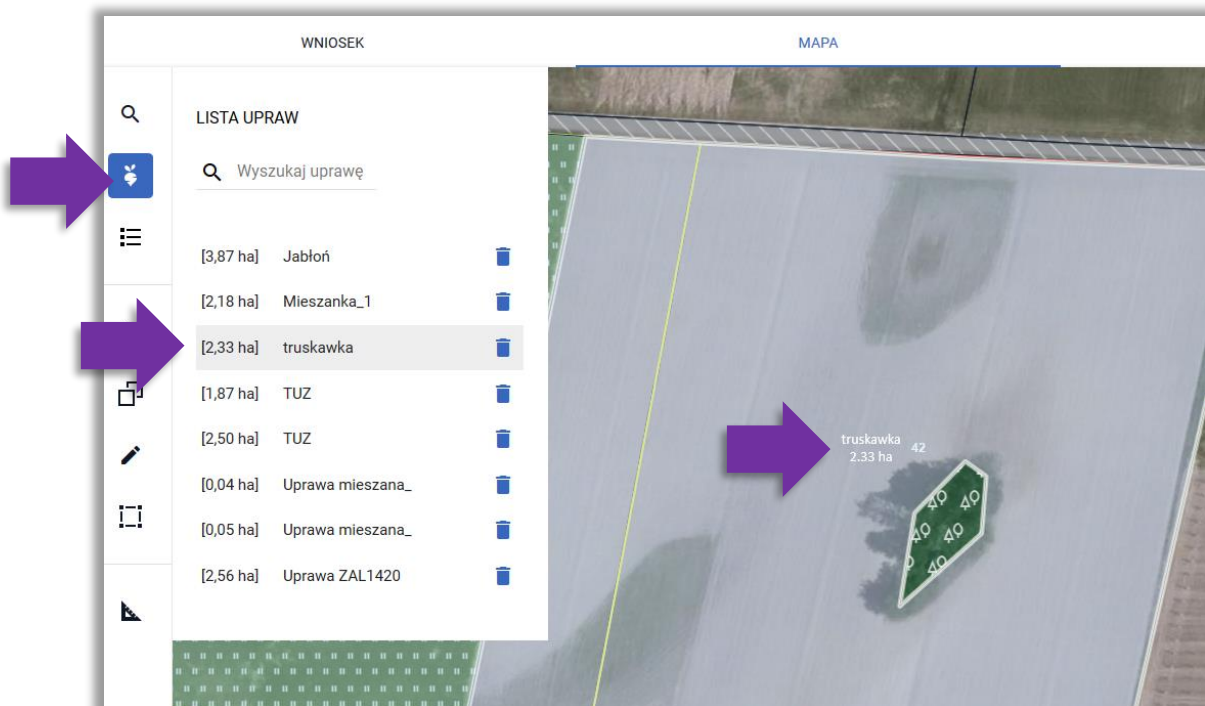 WNIOSEK
MAPA
LISTA UPRAW
Wyszukaj uprawę
[3,87 ha] Jabłoń
[2,18 ha] Mieszanka_1
[2,33 ha] truskawka
[1,87 ha] TUZ
[2,50 ha] TUZ
[0,04 ha] Uprawa mieszana_
[0,05 ha] Uprawa mieszana_
[2,56 ha] Uprawa ZAL1420
truskawka
2.33 ha
42